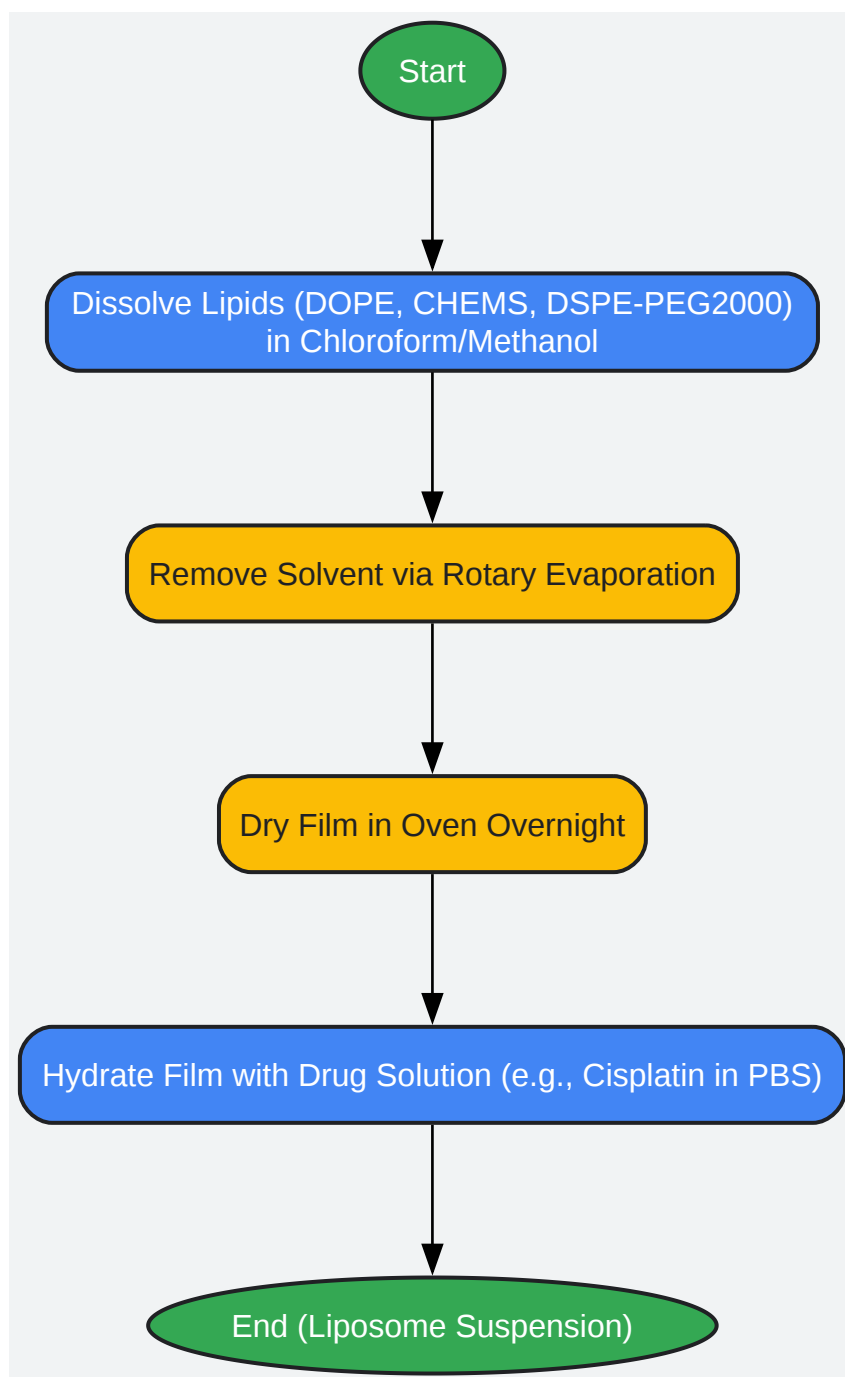 Start
Dissolve Lipids (DOPE, CHEMS, DSPE-PEG2000)
in Chloroform/Methanol
Remove Solvent via Rotary Evaporation
Dry Film in Oven Overnight
Hydrate Film with Drug Solution (e.g., Cisplatin in PBS)
End (Liposome Suspension)